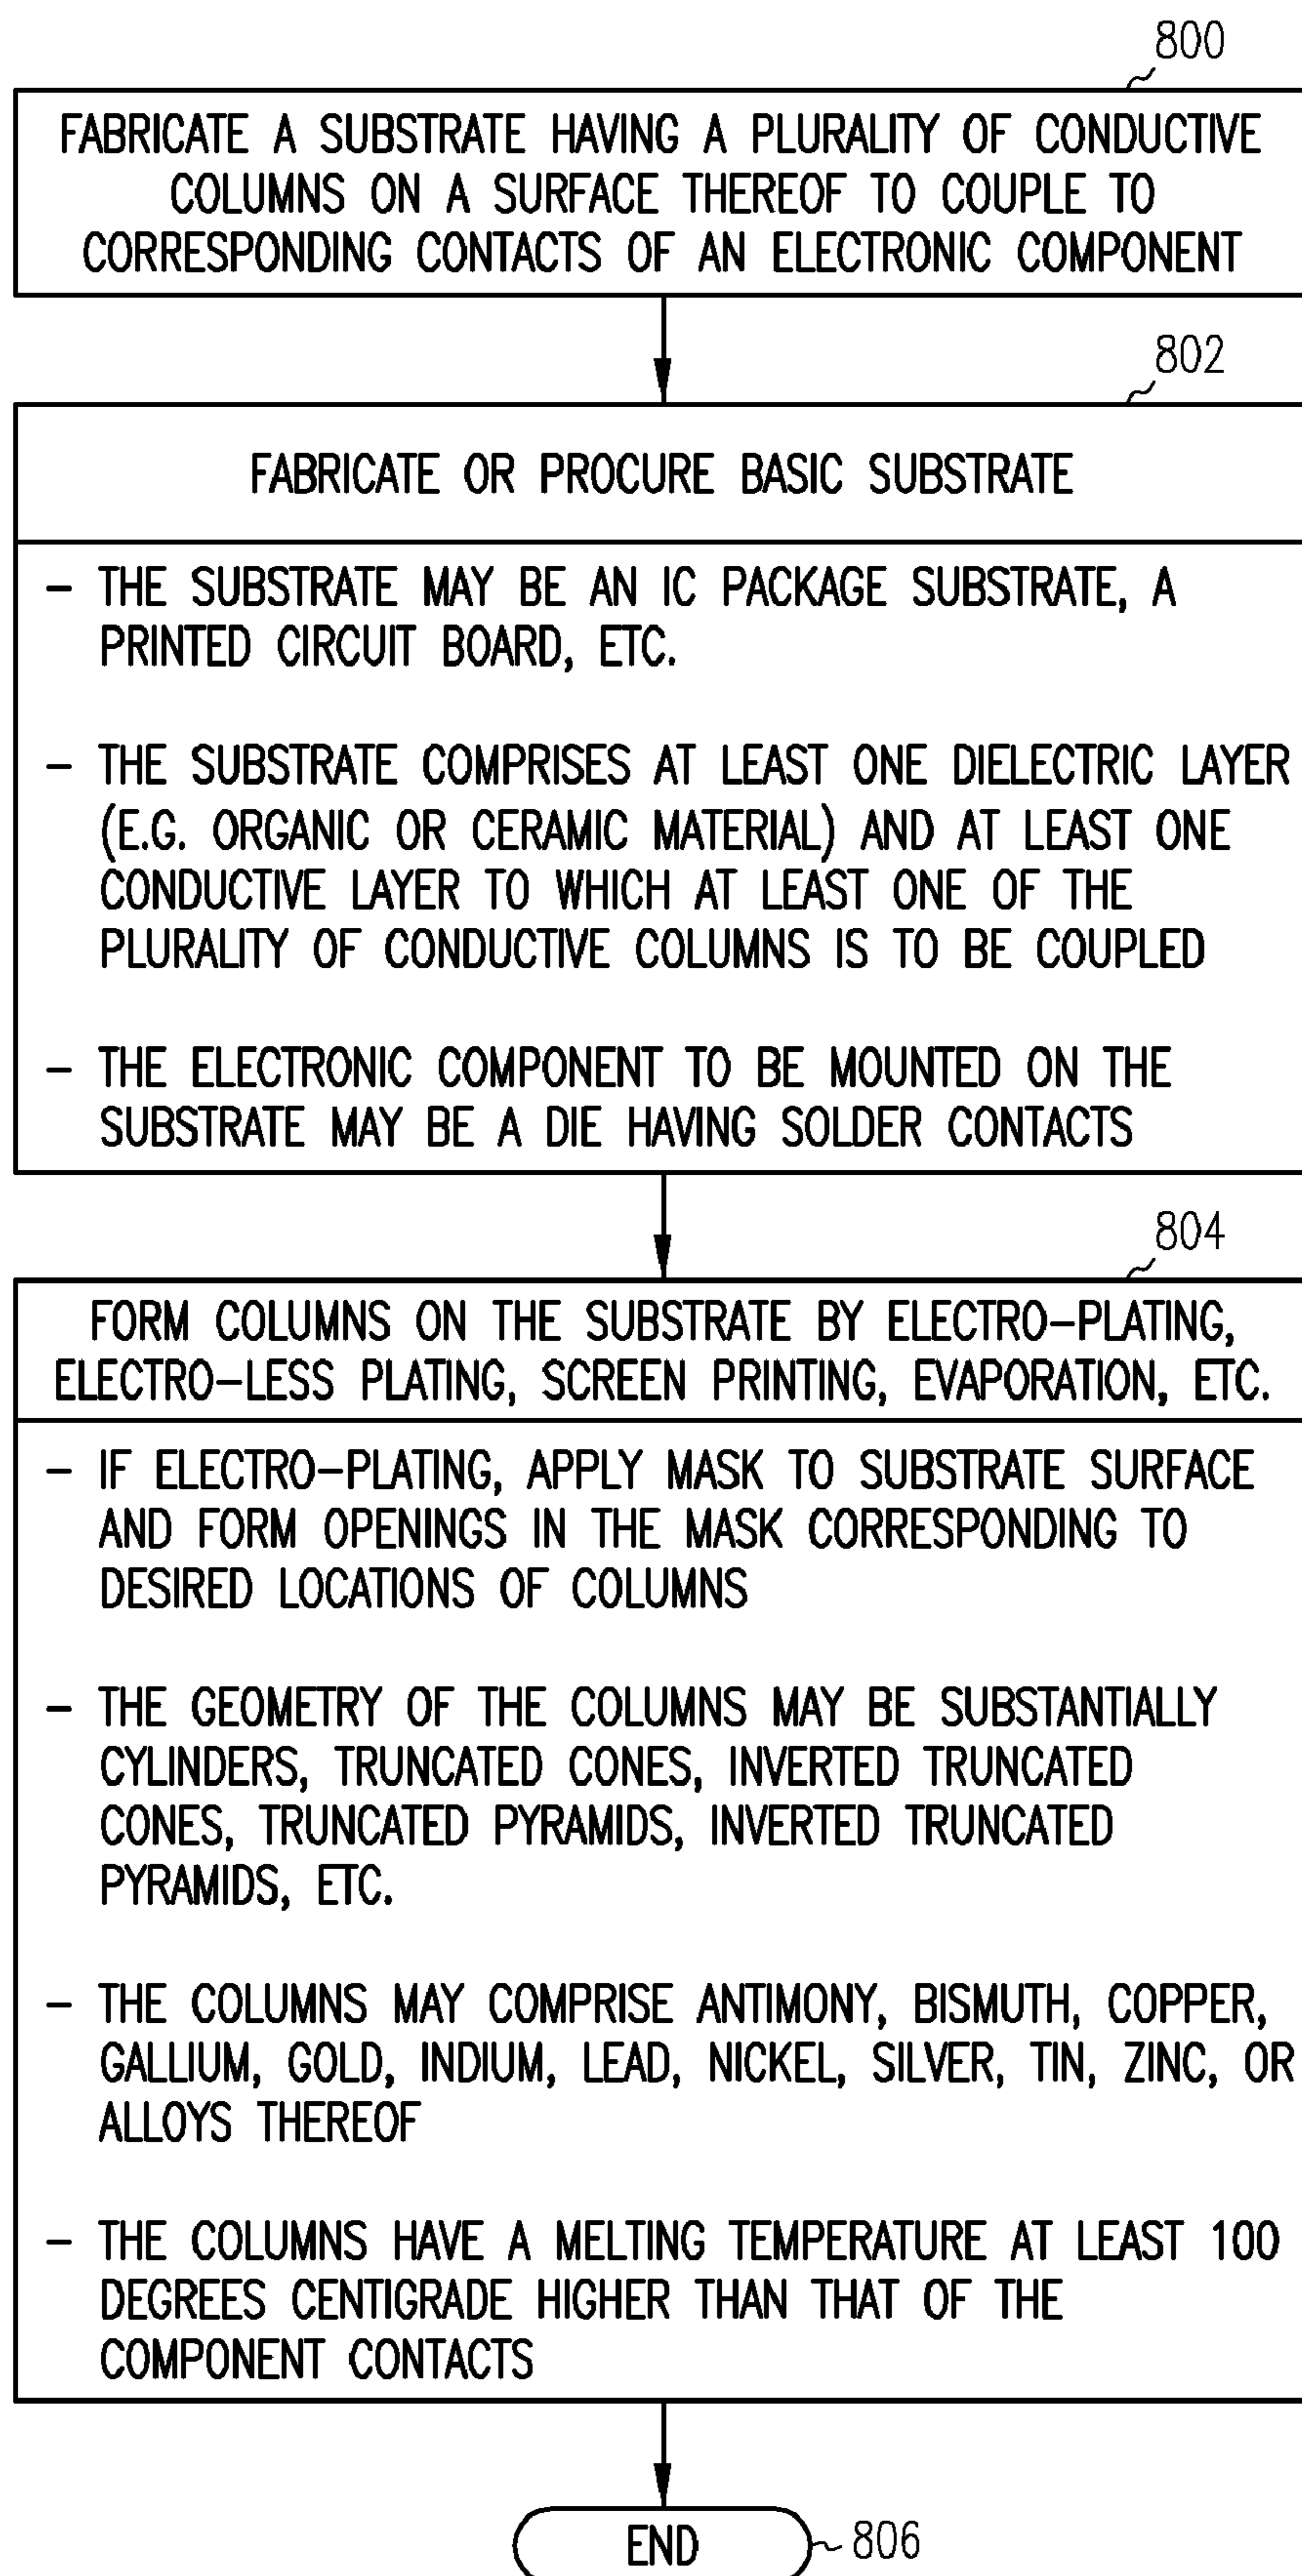 800
FABRICATE A SUBSTRATE HAVING A PLURALITY OF CONDUCTIVE
COLUMNS ON A SURFACE THEREOF TO COUPLE TO
CORRESPONDING CONTACTS OF AN ELECTRONIC COMPONENT
802
FABRICATE OR PROCURE BASIC SUBSTRATE
- THE SUBSTRATE MAY BE AN IC PACKAGE SUBSTRATE, A
PRINTED CIRCUIT BOARD, ETC.
- THE SUBSTRATE COMPRISES AT LEAST ONE DIELECTRIC LAYER
(E.G. ORGANIC OR CERAMIC MATERIAL) AND AT LEAST ONE
CONDUCTIVE LAYER TO WHICH AT LEAST ONE OF THE
PLURALITY OF CONDUCTIVE COLUMNS IS TO BE COUPLED
- THE ELECTRONIC COMPONENT TO BE MOUNTED ON THE
SUBSTRATE MAY BE A DIE HAVING SOLDER CONTACTS
804
FORM COLUMNS ON THE SUBSTRATE BY ELECTRO-PLATING,
ELECTRO-LESS PLATING, SCREEN PRINTING, EVAPORATION, ETC.
- IF ELECTRO-PLATING, APPLY MASK TO SUBSTRATE SURFACE
AND FORM OPENINGS IN THE MASK CORRESPONDING TO
DESIRED LOCATIONS OF COLUMNS
- THE GEOMETRY OF THE COLUMNS MAY BE SUBSTANTIALLY
CYLINDERS, TRUNCATED CONES, INVERTED TRUNCATED
CONES, TRUNCATED PYRAMIDS, INVERTED TRUNCATED
PYRAMIDS, ETC.
- THE COLUMNS MAY COMPRISE ANTIMONY, BISMUTH, COPPER,
GALLIUM, GOLD, INDIUM, LEAD, NICKEL, SILVER, TIN, ZINC, OR
ALLOYS THEREOF
- THE COLUMNS HAVE A MELTING TEMPERATURE AT LEAST 100
DEGREES CENTIGRADE HIGHER THAN THAT OF THE
COMPONENT CONTACTS
END
806